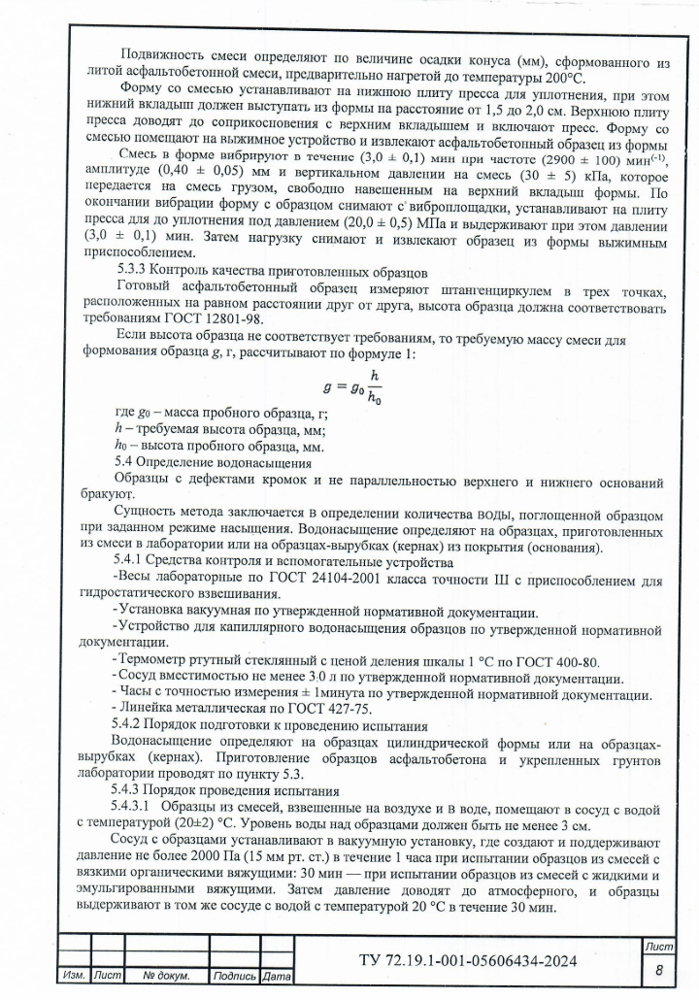 Подвижность смеси определяют по величине осадки конуса (мм), сформованного из
литой асфальтобетонной смеси, предварительно нагретой до температуры 200°С.
Форму со смесью устанавливают на нижнюю плиту пресса для уплотнения, при этом
нижний вкладыш должен выступать из формы на расстояние от 1,5 до 2,0 см. Верхнюю плиту
пресса доводят до соприкосновения с верхним вкладышем и включают пресс. Форму со
смесью помещают на выжимное устройство и извлекают асфальтобетонный образец из формы
Смесь в форме вибрируют в течение (3,0 ± 0,1) мин при частоте (2900 ± 100) мин⁽⁻¹⁾,
амплитуде (0,40 ± 0,05) мм и вертикальном давлении на смесь (30 ± 5) кПа, которое
передается на смесь грузом, свободно навешенным на верхний вкладыш формы. По
окончании вибрации форму с образцом снимают с виброплощадки, устанавливают на плиту
пресса для до уплотнения под давлением (20,0 ± 0,5) МПа и выдерживают при этом давлении
(3,0 ± 0,1) мин. Затем нагрузку снимают и извлекают образец из формы выжимным
приспособлением.
5.3.3 Контроль качества приготовленных образцов
Готовый асфальтобетонный образец измеряют штангенциркулем в трех точках,
расположенных на равном расстоянии друг от друга, высота образца должна соответствовать
требованиям ГОСТ 12801-98.
Если высота образца не соответствует требованиям, то требуемую массу смеси для
формования образца g, г, рассчитывают по формуле 1:
g = g₀ h/h₀
где g₀ – масса пробного образца, г;
h – требуемая высота образца, мм;
h₀ – высота пробного образца, мм.
5.4 Определение водонасыщения
Образцы с дефектами кромок и не параллельностью верхнего и нижнего оснований
бракуют.
Сущность метода заключается в определении количества воды, поглощенной образцом
при заданном режиме насыщения. Водонасыщение определяют на образцах, приготовленных
из смеси в лаборатории или на образцах-вырубках (кернах) из покрытия (основания).
5.4.1 Средства контроля и вспомогательные устройства
-Весы лабораторные по ГОСТ 24104-2001 класса точности Ш с приспособлением для
гидростатического взвешивания.
-Установка вакуумная по утвержденной нормативной документации.
-Устройство для капиллярного водонасыщения образцов по утвержденной нормативной
документации.
-Термометр ртутный стеклянный с ценой деления шкалы 1 °С по ГОСТ 400-80.
-Сосуд вместимостью не менее 3.0 л по утвержденной нормативной документации.
- Часы с точностью измерения ± 1минута по утвержденной нормативной документации.
- Линейка металлическая по ГОСТ 427-75.
5.4.2 Порядок подготовки к проведению испытания
Водонасыщение определяют на образцах цилиндрической формы или на образцах-
вырубках (кернах). Приготовление образцов асфальтобетона и укрепленных грунтов
лаборатории проводят по пункту 5.3.
5.4.3 Порядок проведения испытания
5.4.3.1 Образцы из смесей, взвешенные на воздухе и в воде, помещают в сосуд с водой
с температурой (20±2) °С. Уровень воды над образцами должен быть не менее 3 см.
Сосуд с образцами устанавливают в вакуумную установку, где создают и поддерживают
давление не более 2000 Па (15 мм рт. ст.) в течение 1 часа при испытании образцов из смесей с
вязкими органическими вяжущими: 30 мин — при испытании образцов из смесей с жидкими и
эмульгированными вяжущими. Затем давление доводят до атмосферного, и образцы
выдерживают в том же сосуде с водой с температурой 20 °С в течение 30 мин.
ТУ 72.19.1-001-05606434-2024
Лист
8
Изм. Лист № докум. Подпись Дата